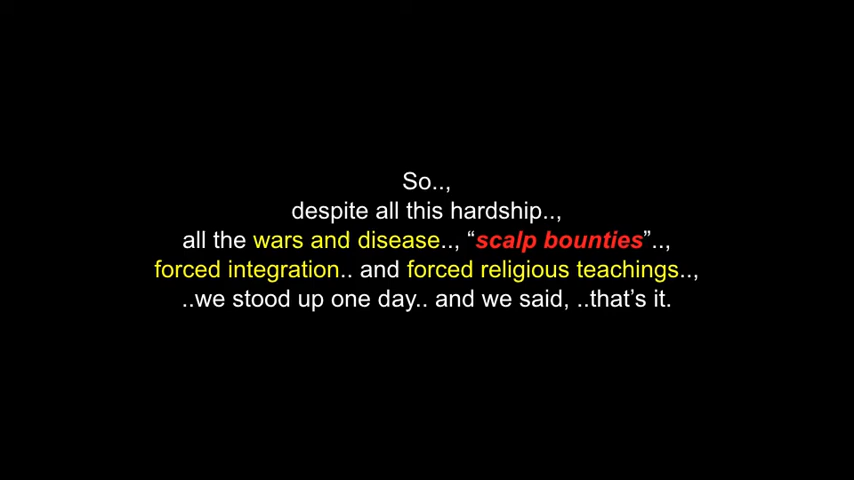 So..,
despite all this hardship..,
all the wars and disease.., “scalp bounties”..,
forced integration.. and forced religious teachings..,
..we stood up one day.. and we said, ..that’s it.